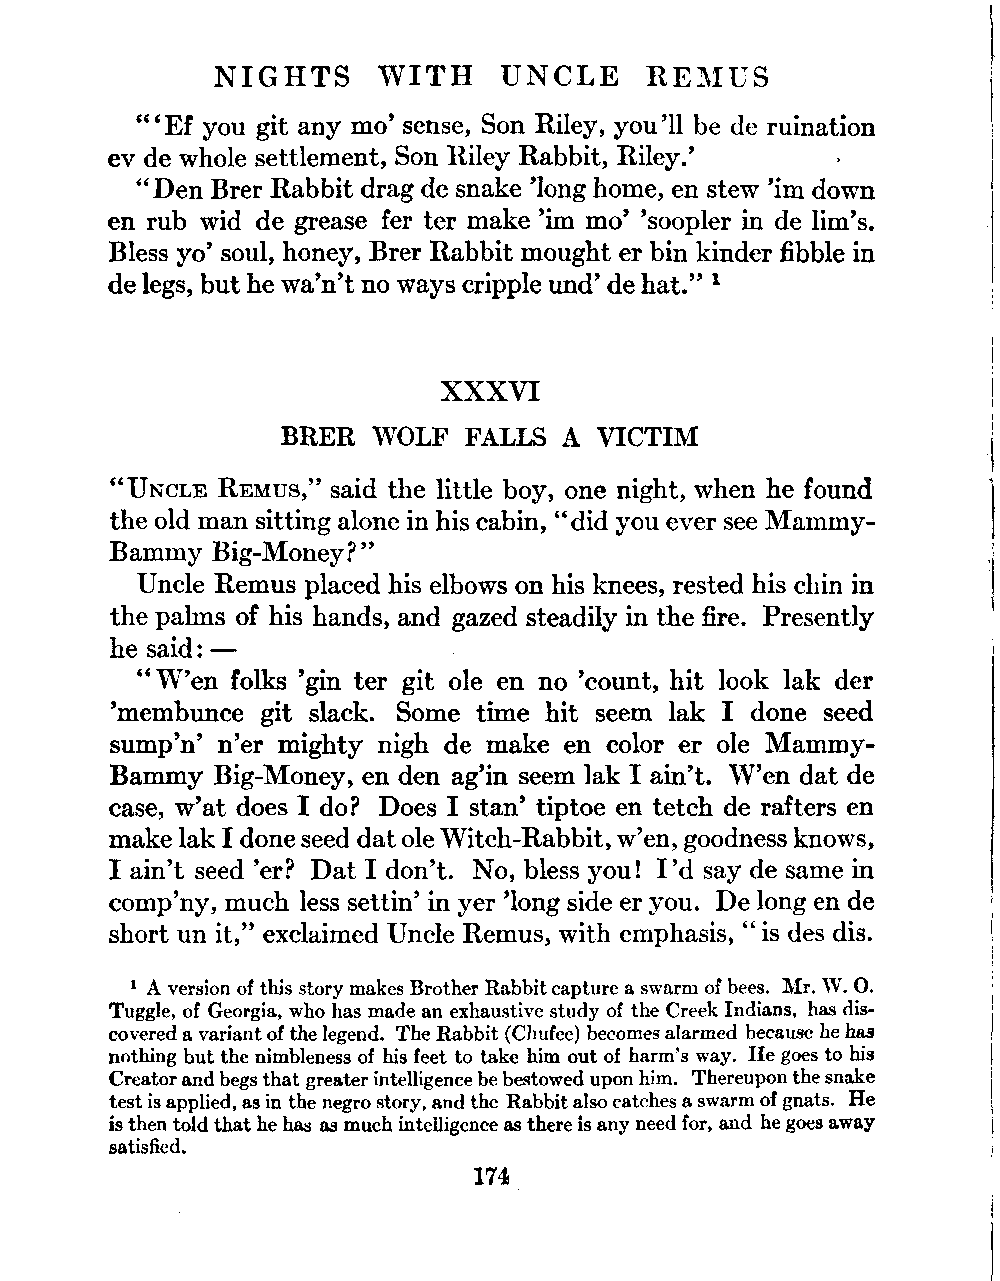 NIGHTS WITH UNCLE REMUS
“‘Ef you git any mo’ sense, Son Riley, you’ll be de ruination
ev de whole settlement, Son Riley Rabbit, Riley.’
“Den Brer Rabbit drag de snake ’long home, en stew ’im down
en rub wid de grease fer ter make ’im mo’ ’soopler in de lim’s.
Bless yo’ soul, honey, Brer Rabbit mought er bin kinder fibble in
de legs, but he wa’n’t no ways cripple und’ de hat.” ¹
XXXVI
BRER WOLF FALLS A VICTIM
“UNCLE REMUS,” said the little boy, one night, when he found
the old man sitting alone in his cabin, “did you ever see Mammy-
Bammy Big-Money?”
Uncle Remus placed his elbows on his knees, rested his chin in
the palms of his hands, and gazed steadily in the fire. Presently
he said: —
“W’en folks ’gin ter git ole en no ’count, hit look lak der
’membunce git slack. Some time hit seem lak I done seed
sump’n’ n’er mighty nigh de make en color er ole Mammy-
Bammy Big-Money, en den ag’in seem lak I ain’t. W’en dat de
case, w’at does I do? Does I stan’ tiptoe en tetch de rafters en
make lak I done seed dat ole Witch-Rabbit, w’en, goodness knows,
I ain’t seed ’er? Dat I don’t. No, bless you! I’d say de same in
comp’ny, much less settin’ in yer ’long side er you. De long en de
short un it,” exclaimed Uncle Remus, with emphasis, “is des dis.
¹ A version of this story makes Brother Rabbit capture a swarm of bees. Mr. W. O.
Tuggle, of Georgia, who has made an exhaustive study of the Creek Indians, has dis-
covered a variant of the legend. The Rabbit (Chufee) becomes alarmed because he has
nothing but the nimbleness of his feet to take him out of harm’s way. He goes to his
Creator and begs that greater intelligence be bestowed upon him. Thereupon the snake
test is applied, as in the negro story, and the Rabbit also catches a swarm of gnats. He
is then told that he has as much intelligence as there is any need for, and he goes away
satisfied.
174